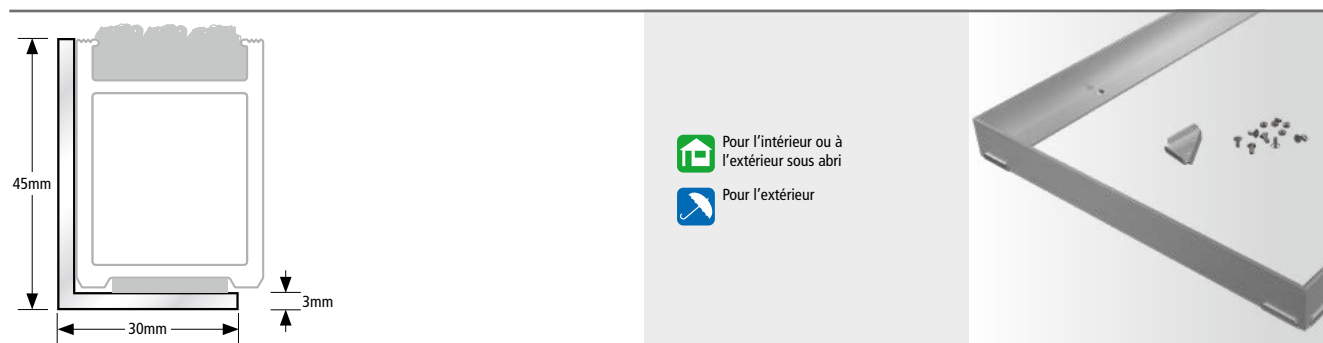 45mm
3mm
30mm
Pour l'intérieur ou à
l'extérieur sous abri
Pour l'extérieur